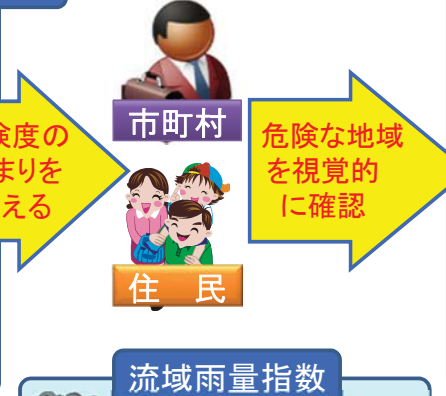 険度の
まりを
える
市町村
住　民
危険な地域
を視覚的
に確認
流域雨量指数